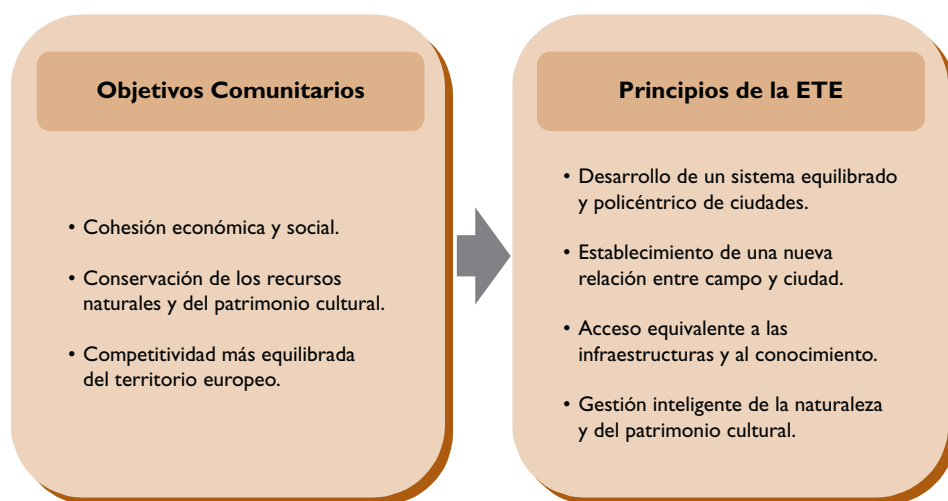 Objetivos Comunitarios
• Cohesión económica y social.
• Conservación de los recursos
naturales y del patrimonio cultural.
• Competitividad más equilibrada
del territorio europeo.
Principios de la ETE
• Desarrollo de un sistema equilibrado
y policéntrico de ciudades.
• Establecimiento de una nueva
relación entre campo y ciudad.
• Acceso equivalente a las
infraestructuras y al conocimiento.
• Gestión inteligente de la naturaleza
y del patrimonio cultural.